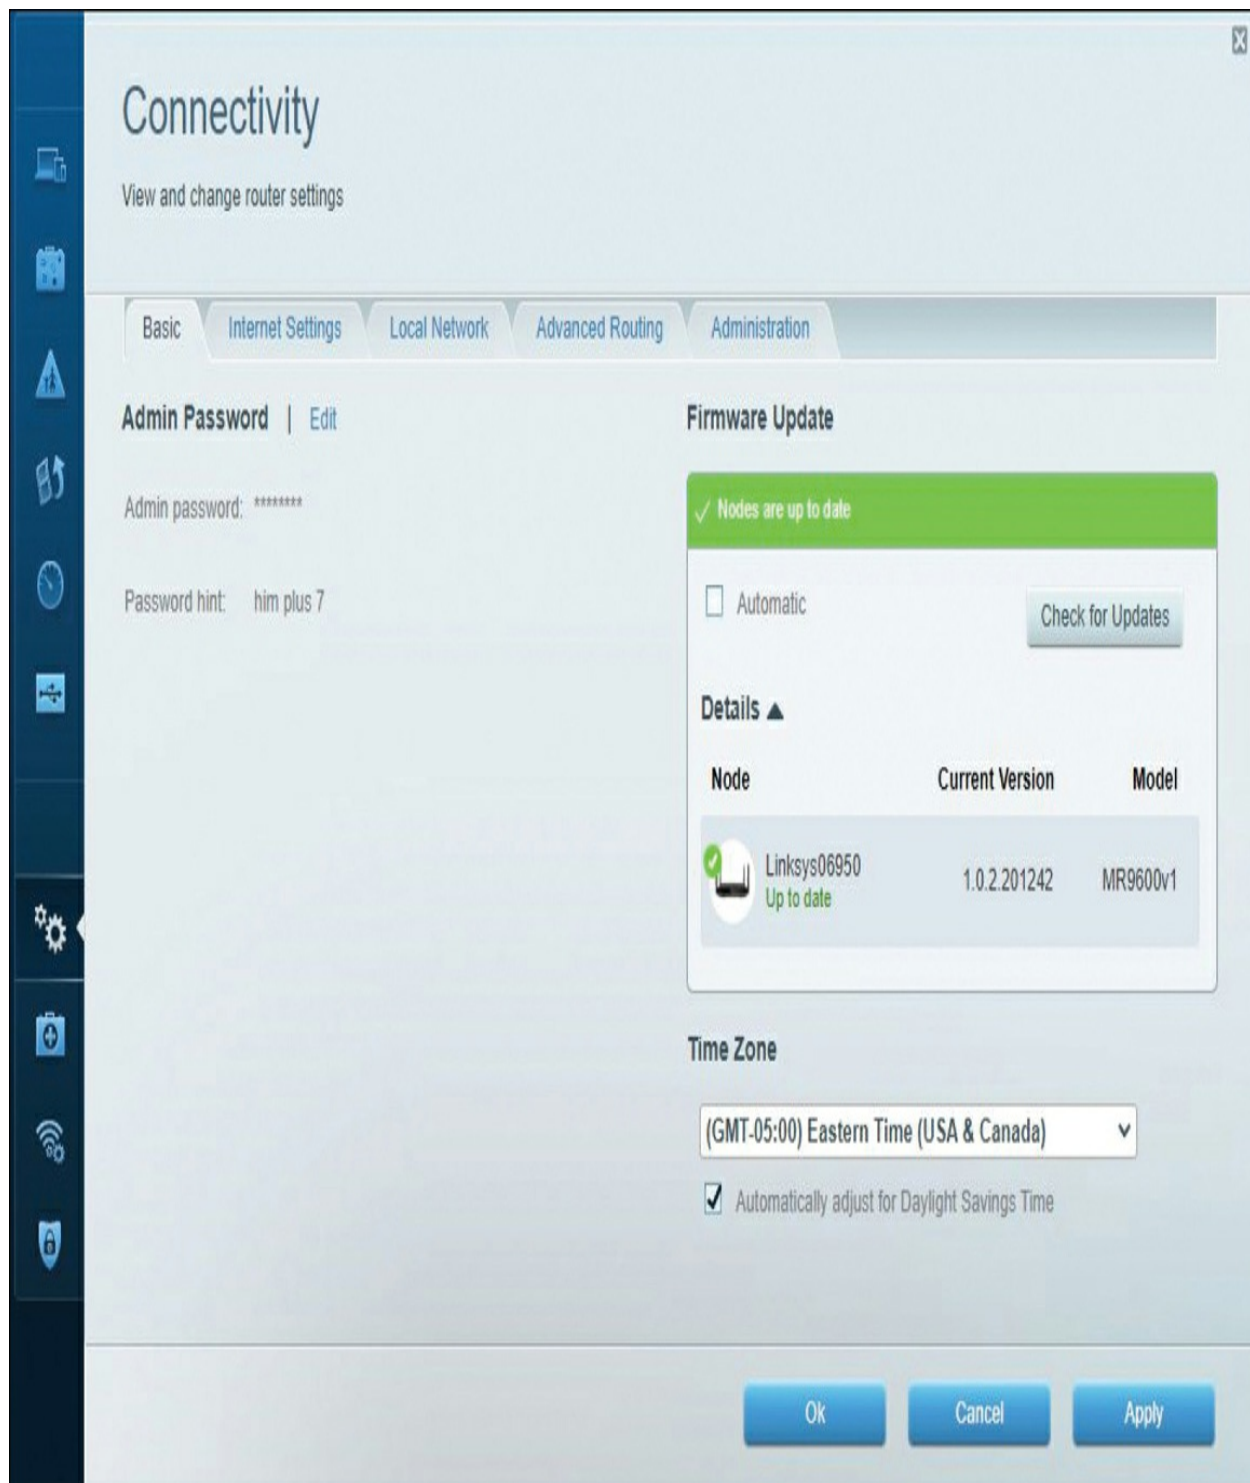 Connectivity
View and change router settings
Basic Internet Settings Local Network Advanced Routing Administration
Admin Password | Edit
Admin password: ********
Password hint: him plus 7
Firmware Update
Nodes are up to date
Automatic
Check for Updates
Details
Node Current Version Model
Linksys06950 1.0.2.201242 MR9600v1
Up to date
Time Zone
(GMT-05:00) Eastern Time (USA & Canada)
Automatically adjust for Daylight Savings Time
Ok Cancel Apply